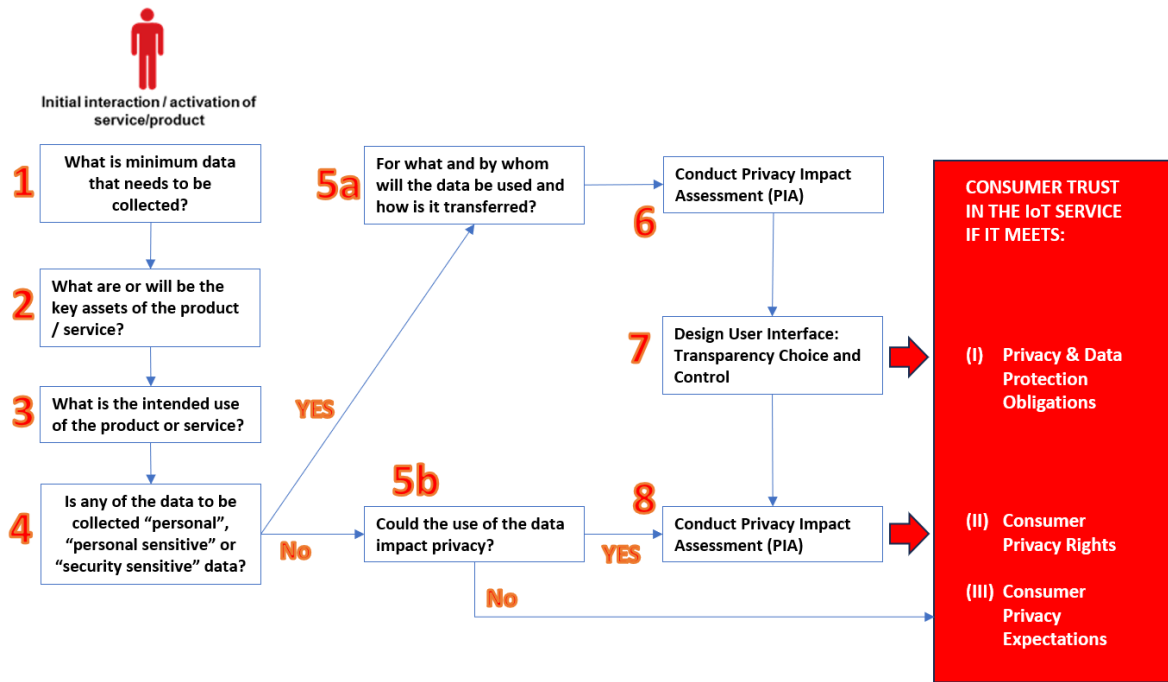 Initial interaction / activation of
service/product
1
What is minimum data
that needs to be
collected?
2
What are or will be the
key assets of the product
/ service?
3
What is the intended use
of the product or service?
4
Is any of the data to be
collected “personal”,
“personal sensitive” or
“security sensitive” data?
YES
No
5a
For what and by whom
will the data be used and
how is it transferred?
5b
Could the use of the data
impact privacy?
YES
No
6
Conduct Privacy Impact
Assessment (PIA)
7
Design User Interface:
Transparency Choice and
Control
8
Conduct Privacy Impact
Assessment (PIA)
CONSUMER TRUST
IN THE IoT SERVICE
IF IT MEETS:
(I) Privacy & Data
Protection
Obligations
(II) Consumer
Privacy Rights
(III) Consumer
Privacy
Expectations